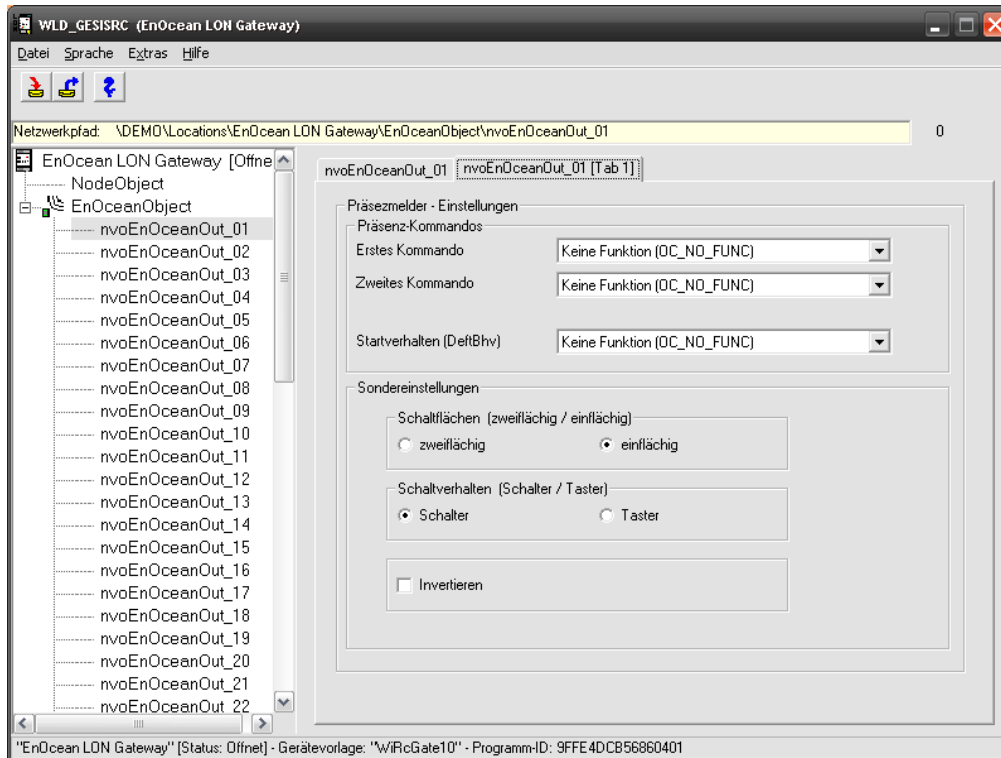 WLD_GESISRC (EnOcean LON Gateway)
Datei Sprache Extras Hilfe
Netzwerkpfad: \DEMO\Locations\EnOcean LON Gateway\EnOceanObject\nvoEnOceanOut_01 0
EnOcean LON Gateway [Offne
NodeObject
EnOceanObject
nvoEnOceanOut_01
nvoEnOceanOut_02
nvoEnOceanOut_03
nvoEnOceanOut_04
nvoEnOceanOut_05
nvoEnOceanOut_06
nvoEnOceanOut_07
nvoEnOceanOut_08
nvoEnOceanOut_09
nvoEnOceanOut_10
nvoEnOceanOut_11
nvoEnOceanOut_12
nvoEnOceanOut_13
nvoEnOceanOut_14
nvoEnOceanOut_15
nvoEnOceanOut_16
nvoEnOceanOut_17
nvoEnOceanOut_18
nvoEnOceanOut_19
nvoEnOceanOut_20
nvoEnOceanOut_21
nvoEnOceanOut_22
nvoEnOceanOut_01 nvoEnOceanOut_01 [Tab 1]
Präsezmelder - Einstellungen
Präsenz-Kommandos
Erstes Kommando Keine Funktion (OC_NO_FUNC)
Zweites Kommando Keine Funktion (OC_NO_FUNC)
Startverhalten (DeftBhv) Keine Funktion (OC_NO_FUNC)
Sondereinstellungen
Schaltflächen (zweiflächig / einflächig)
zweiflächig einflächig
Schaltverhalten (Schalter / Taster)
Schalter Taster
Invertieren
"EnOcean LON Gateway" [Status: Offnet] - Gerätevorlage: "WiRcGate10" - Programm-ID: 9FFE4DCB56860401